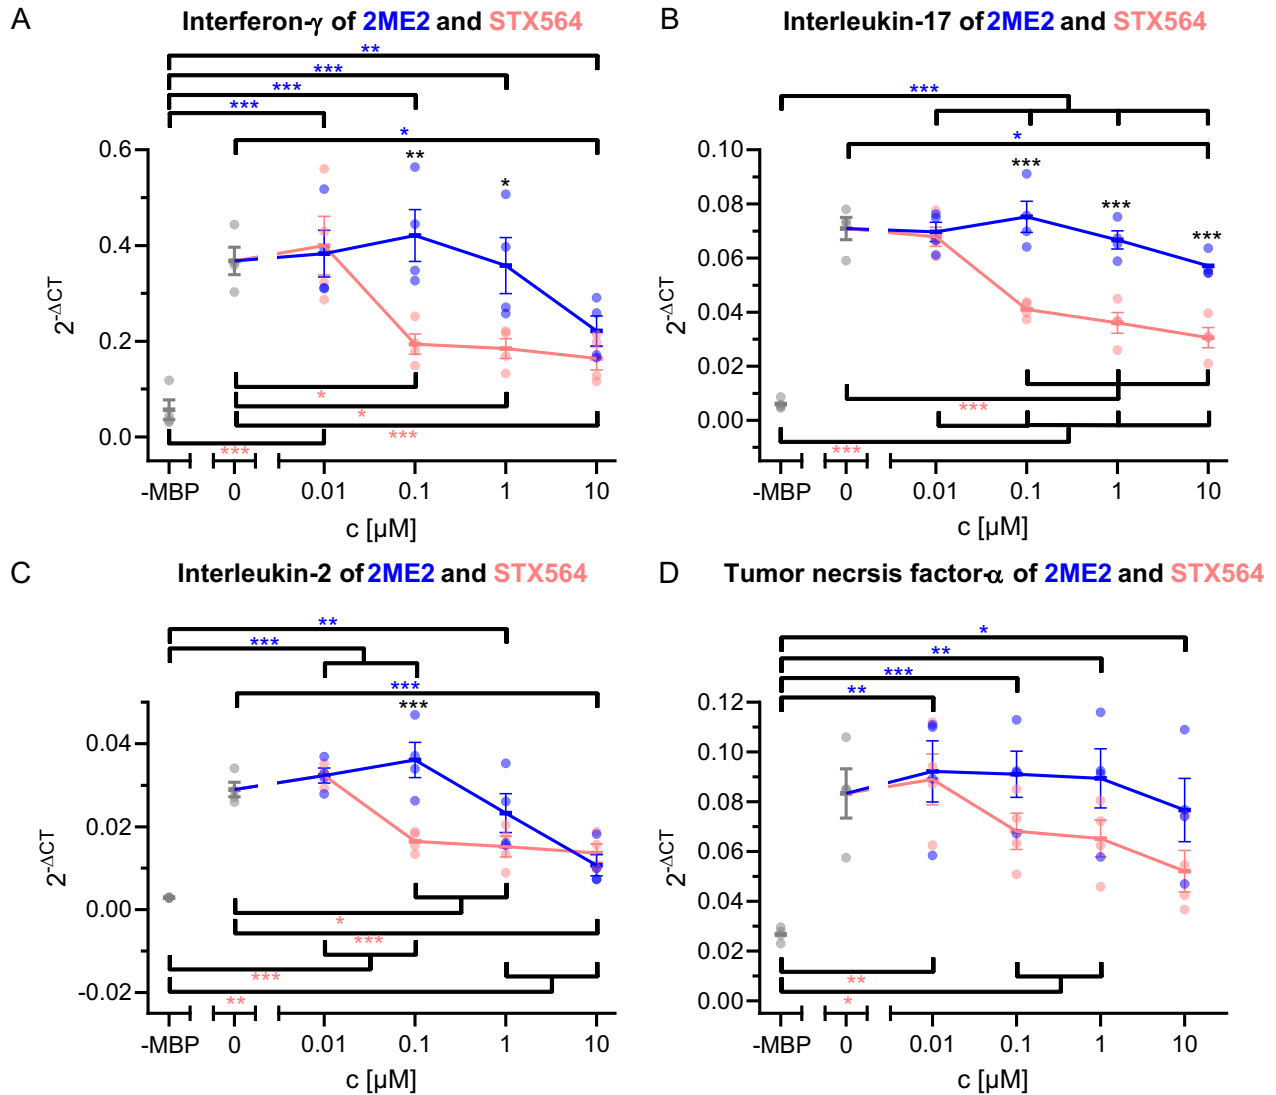 A
Interferon-γ of 2ME2 and STX564
**
***
***
***
*
**
*
0.6
0.4
0.2
0.0
2^-ΔCT
*
*
***
***
-MBP 0 0.01 0.1 1 10
c [µM]
B
Interleukin-17 of 2ME2 and STX564
***
*
***
***
***
0.10
0.08
0.06
0.04
0.02
0.00
2^-ΔCT
***
***
-MBP 0 0.01 0.1 1 10
c [µM]
C
Interleukin-2 of 2ME2 and STX564
**
***
***
***
0.04
0.02
0.00
-0.02
2^-ΔCT
*
***
***
**
-MBP 0 0.01 0.1 1 10
c [µM]
D
Tumor necrsis factor-α of 2ME2 and STX564
*
**
***
**
0.12
0.10
0.08
0.06
0.04
0.02
0.00
2^-ΔCT
**
*
-MBP 0 0.01 0.1 1 10
c [µM]